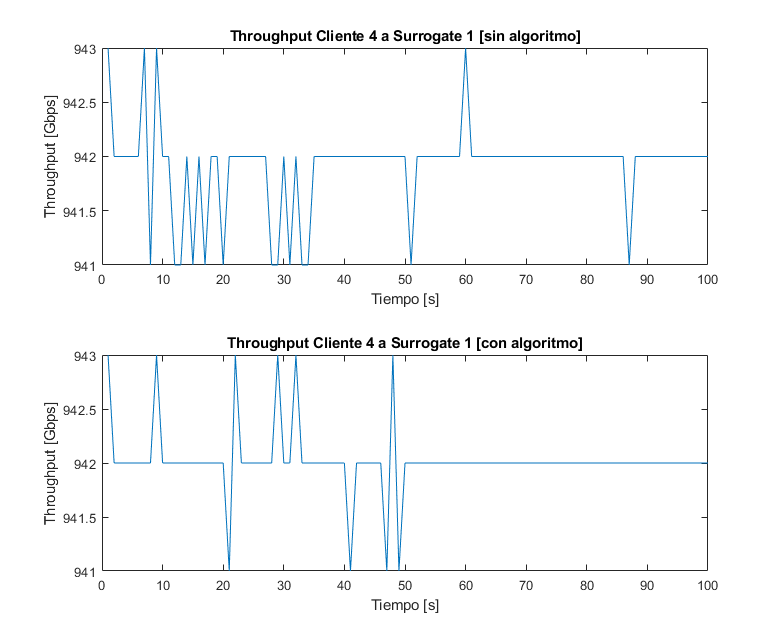 Throughput Cliente 4 a Surrogate 1 [sin algoritmo]
943
942.5
942
941.5
941
Throughput [Gbps]
0 10 20 30 40 50 60 70 80 90 100
Tiempo [s]
Throughput Cliente 4 a Surrogate 1 [con algoritmo]
943
942.5
942
941.5
941
Throughput [Gbps]
0 10 20 30 40 50 60 70 80 90 100
Tiempo [s]